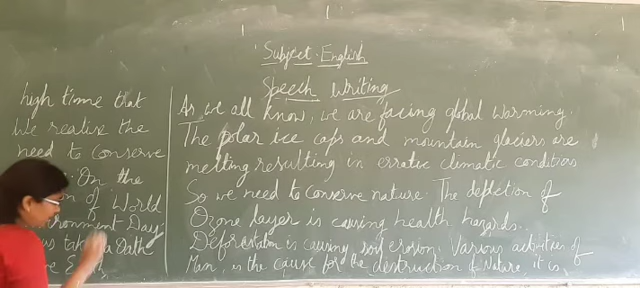 Subject - English
Speech Writing
As we all know, we are facing global warming.
The polar ice caps and mountain glaciers are
melting resulting in erratic climatic conditions
So we need to conserve nature. The depletion of
Ozone layer is causing health hazards.
Deforestation is causing soil erosion. Various activities of
Man, is the cause for the destruction of Nature, it is,
high time that
we realise the
need to conserve
On the
of World
Day